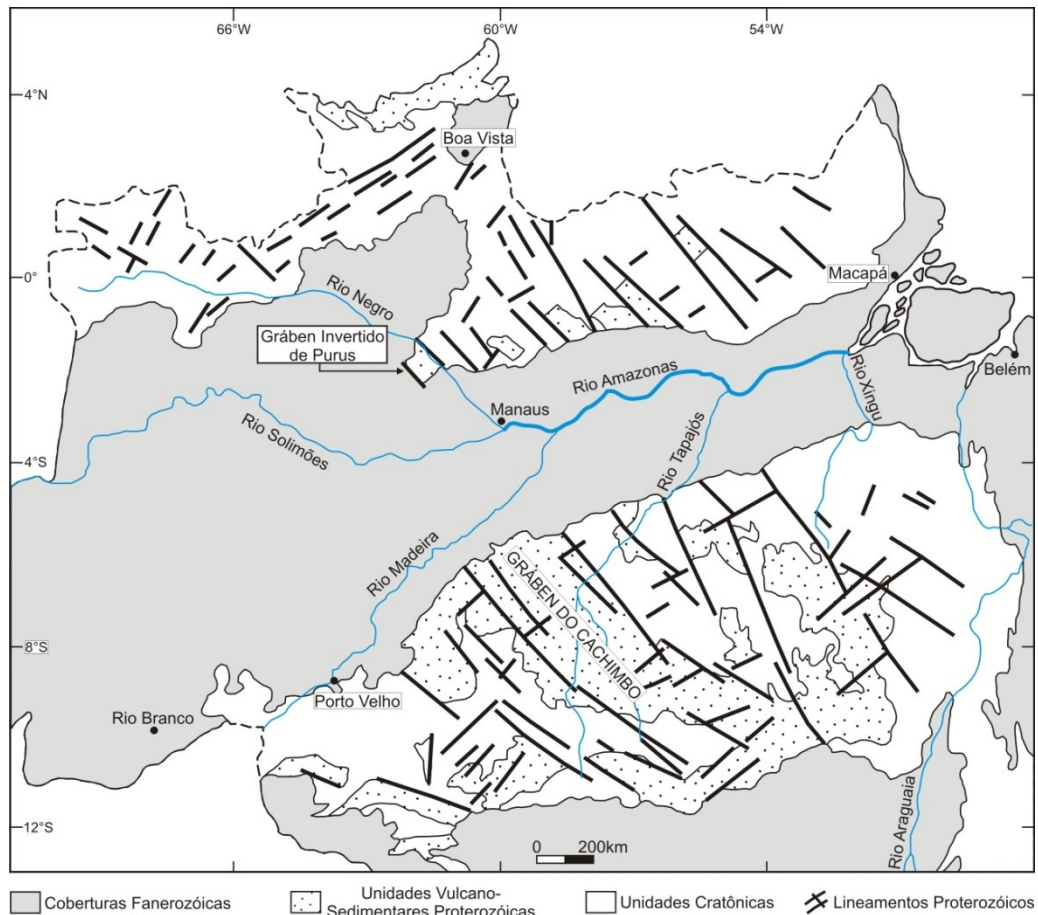 66°W
60°W
54°W
4°N
Boa Vista
0°
Macapá
Rio Negro
Gráben Invertido
de Purus
Rio Amazonas
Belém
Manaus
Rio Xingu
Rio Solimões
Rio Tapajós
4°S
Rio Madeira
GRÁBEN DO CACHIMBO
8°S
Porto Velho
Rio Branco
Rio Araguaia
12°S
0 200km
Coberturas Fanerozóicas
Unidades Vulcano-
Sedimentares Proterozóicas
Unidades Cratônicas
Lineamentos Proterozóicos